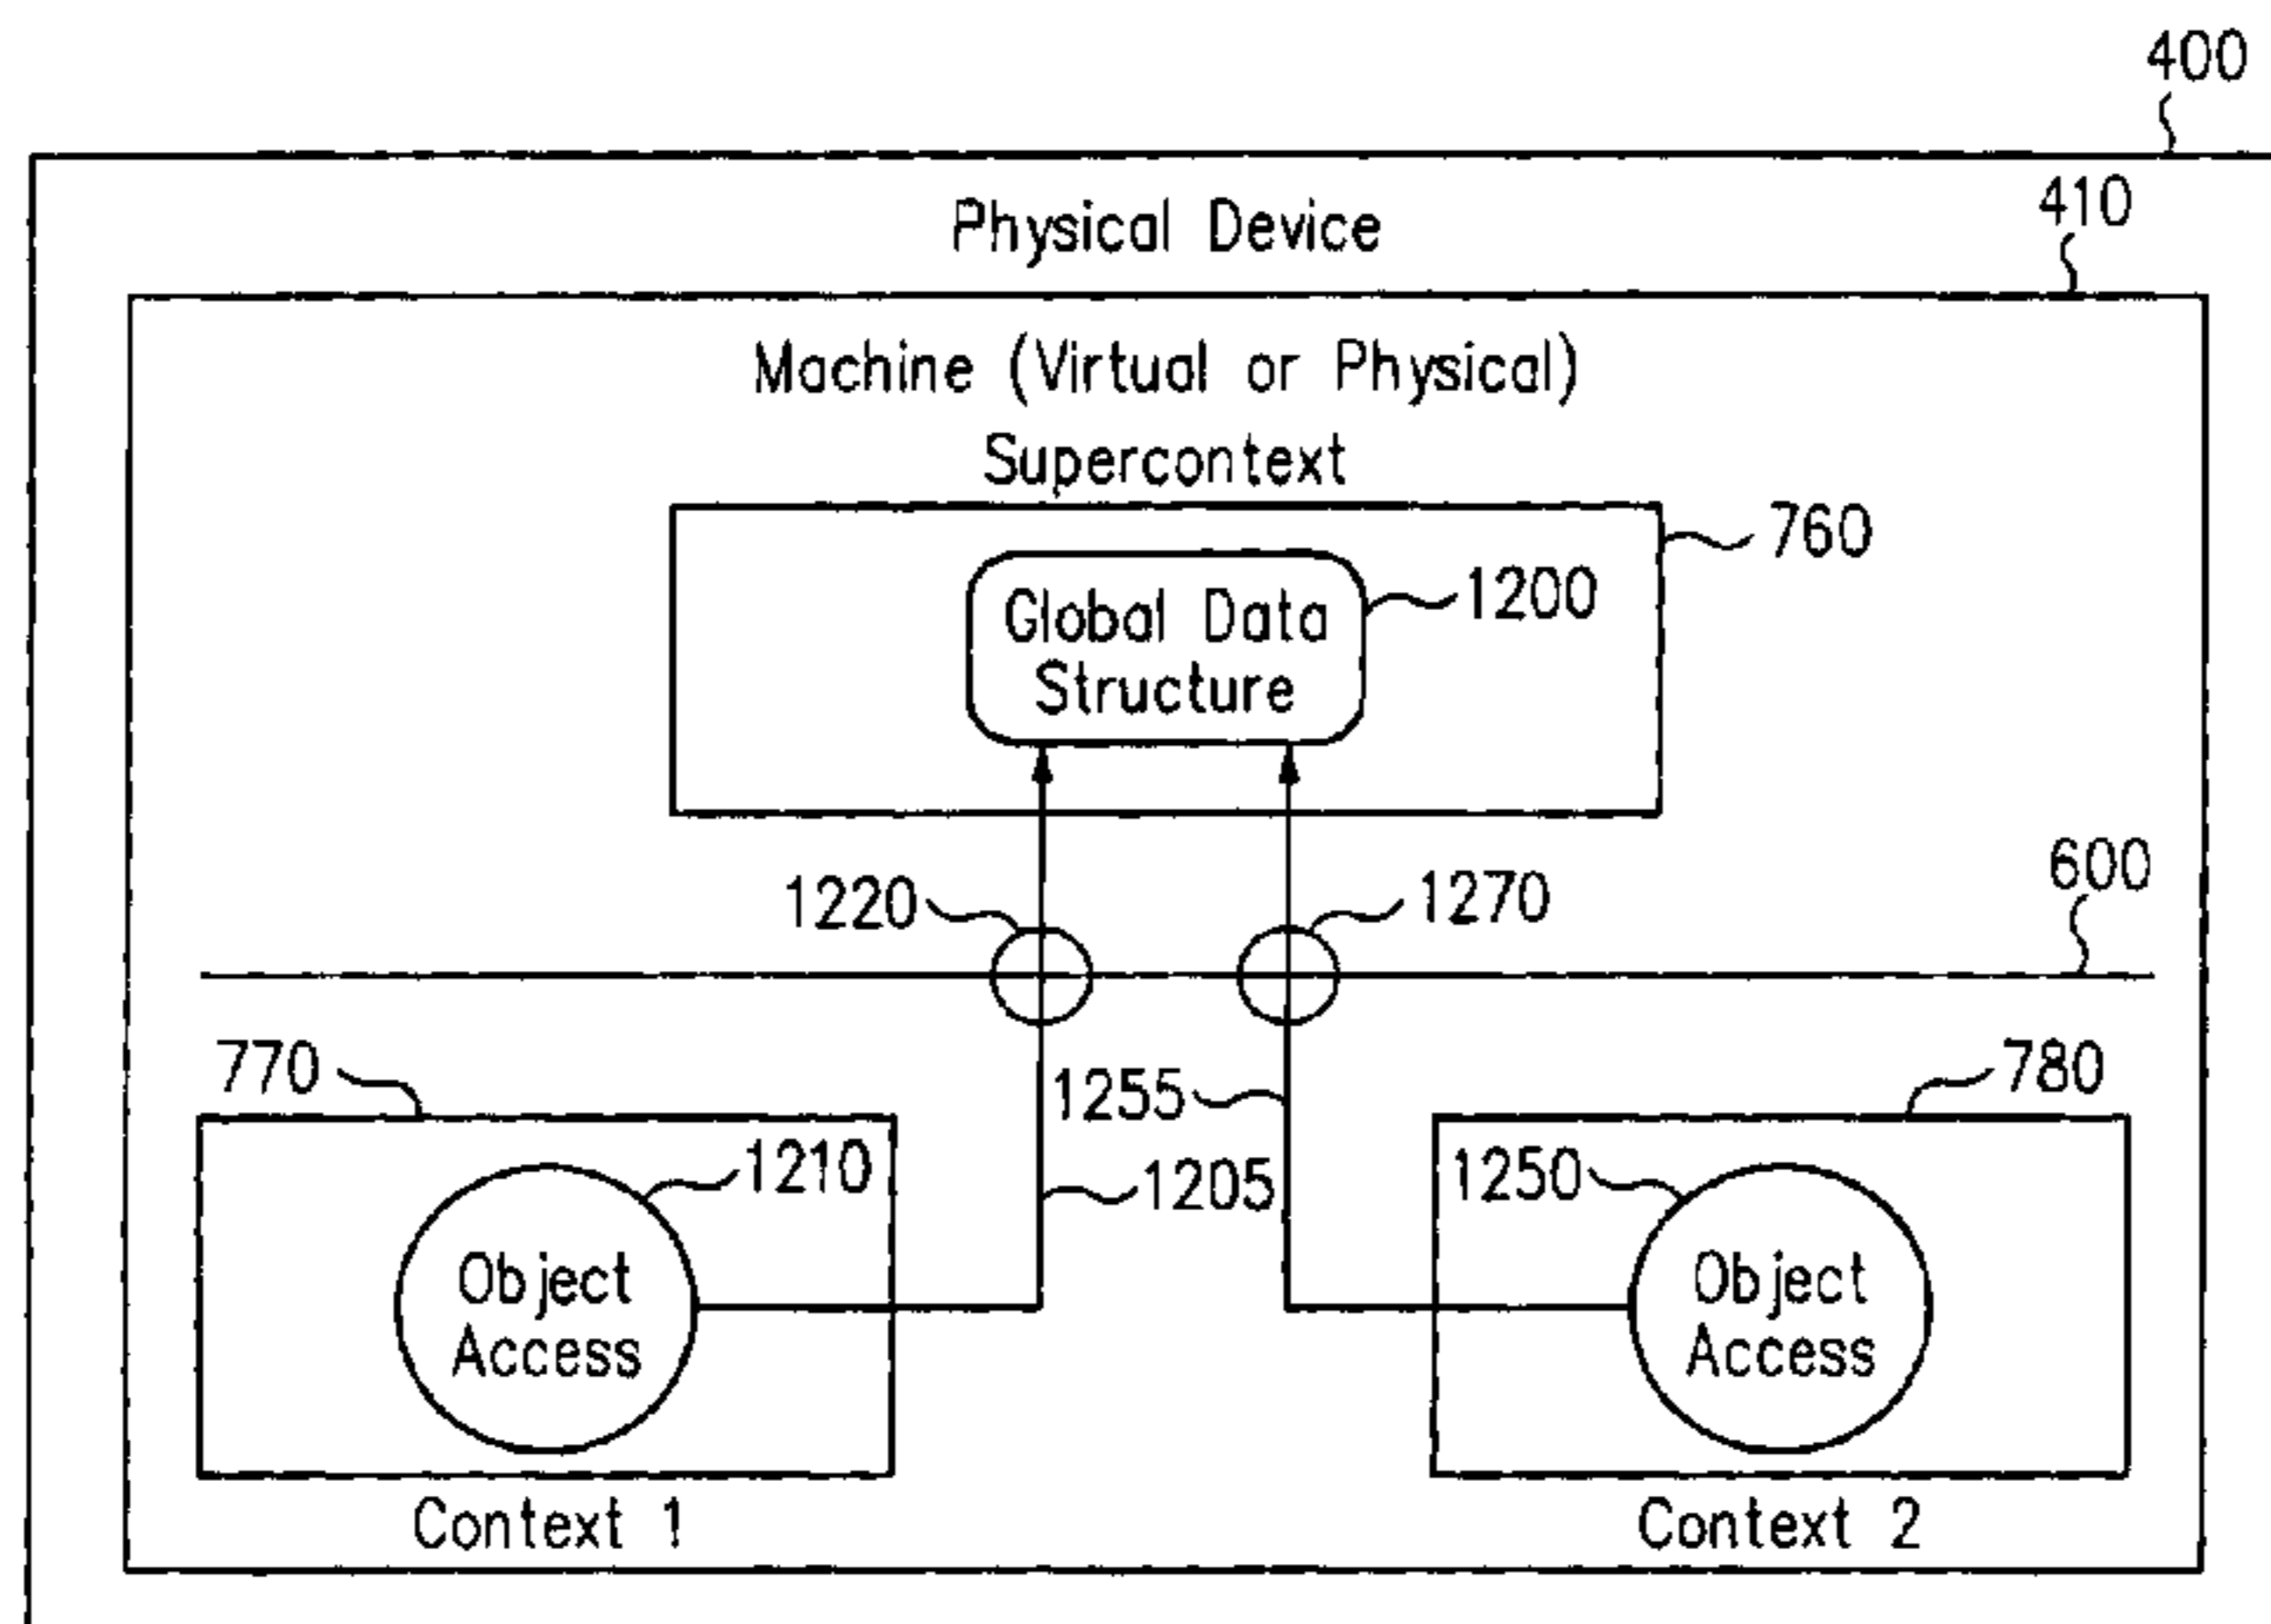 400
Physical Device
410
Machine (Virtual or Physical)
Supercontext
760
Global Data
Structure
1200
600
1220
1270
770
780
1255
1210
1205
1250
Object
Access
Object
Access
Context 1
Context 2